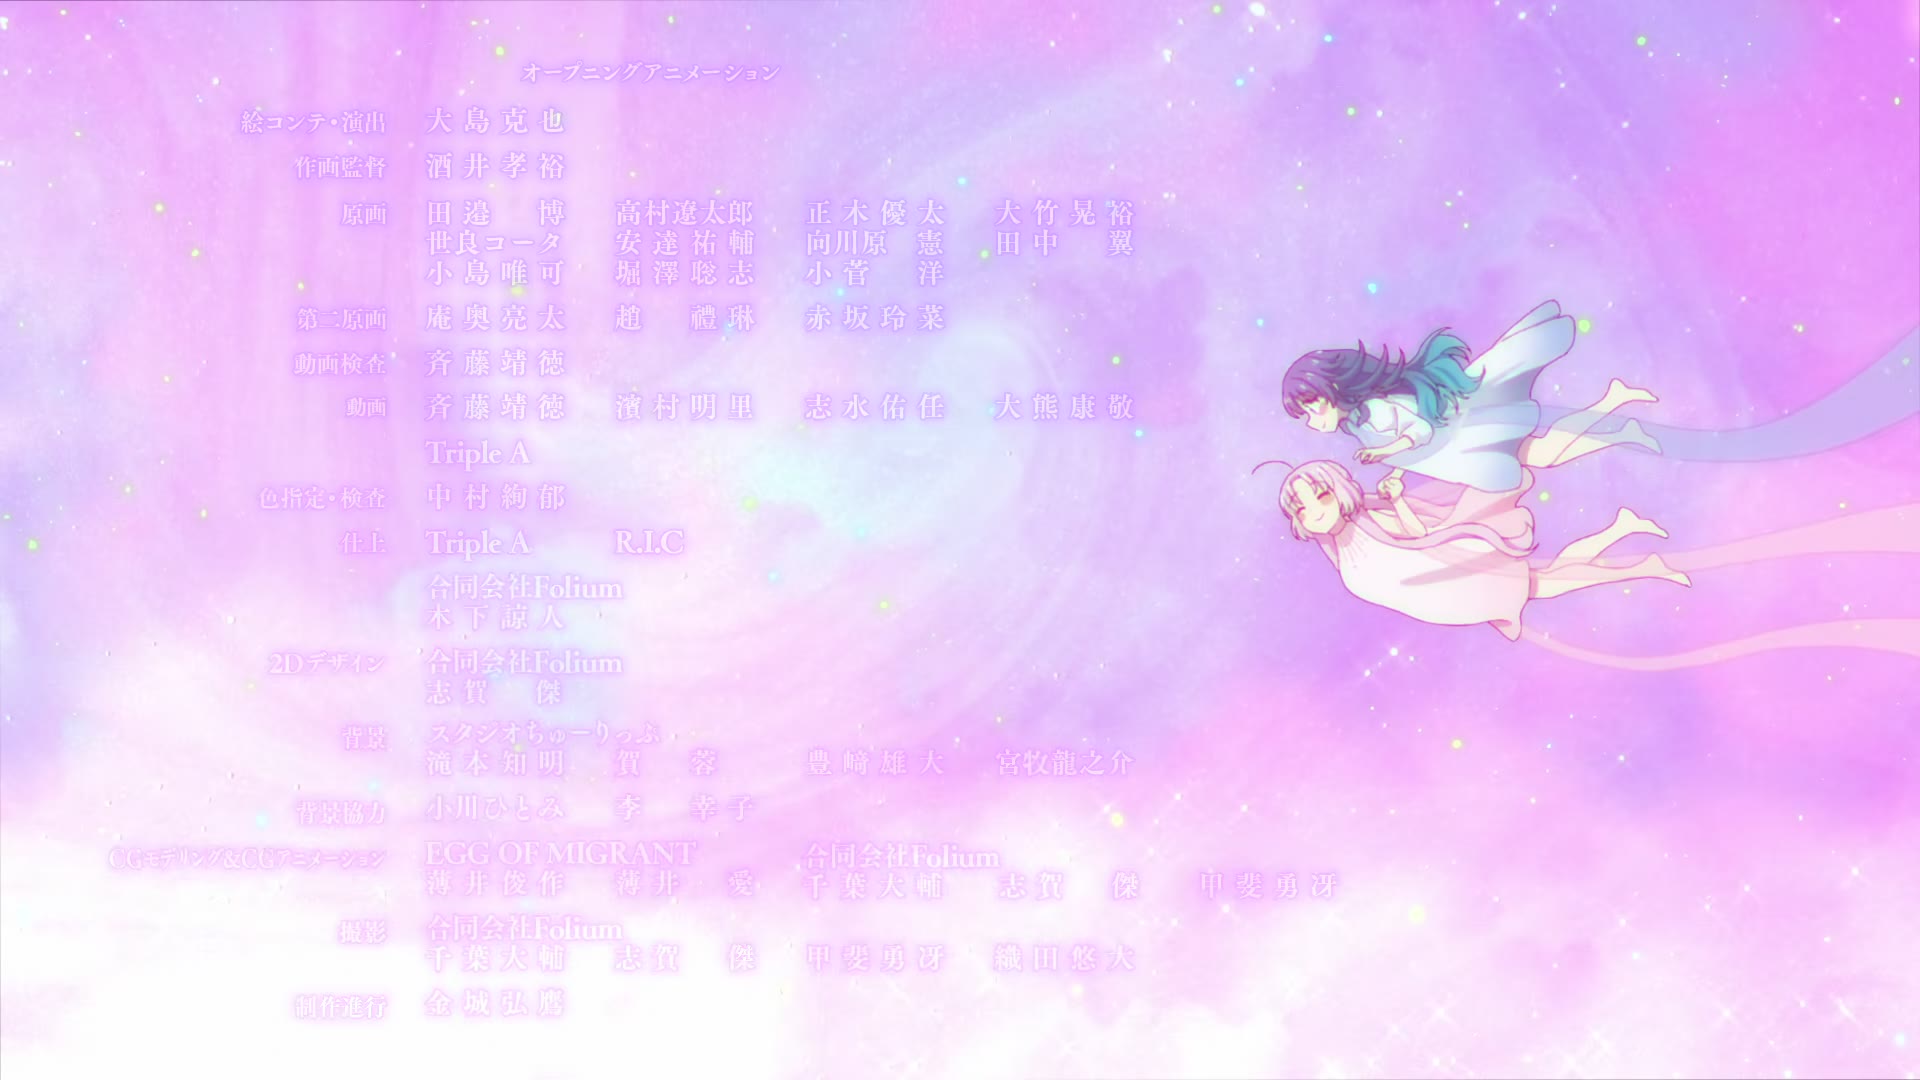 オープニングアニメーション
絵コンテ・演出 大島克也
作画監督 酒井孝裕
原画 田邉 博 高村遼太郎 正木優太 大竹晃裕
世良コータ 安達祐輔 向川原 憲 田中 翼
小島唯可 堀澤聡志 小菅 洋
第二原画 庵奥亮太 趙 禮琳 赤坂玲菜
動画検査 斉藤靖徳
動画 斉藤靖徳 濱村明里 志水佑任 大熊康敬
Triple A
色指定・検査 中村絢郁
仕上 Triple A R.I.C
合同会社Folium
木下諒人
2Dデザイン 合同会社Folium
志賀 傑
背景 スタジオちゅーりっぷ
滝本知明 賀 蓉 豊﨑雄大 宮牧龍之介
背景協力 小川ひとみ 李 幸子
CGモデリング&CGアニメーション EGG OF MIGRANT 合同会社Folium
薄井俊作 薄井 愛 千葉大輔 志賀 傑 甲斐勇冴
撮影 合同会社Folium
千葉大輔 志賀 傑 甲斐勇冴 織田悠大
制作進行 金城弘鷹